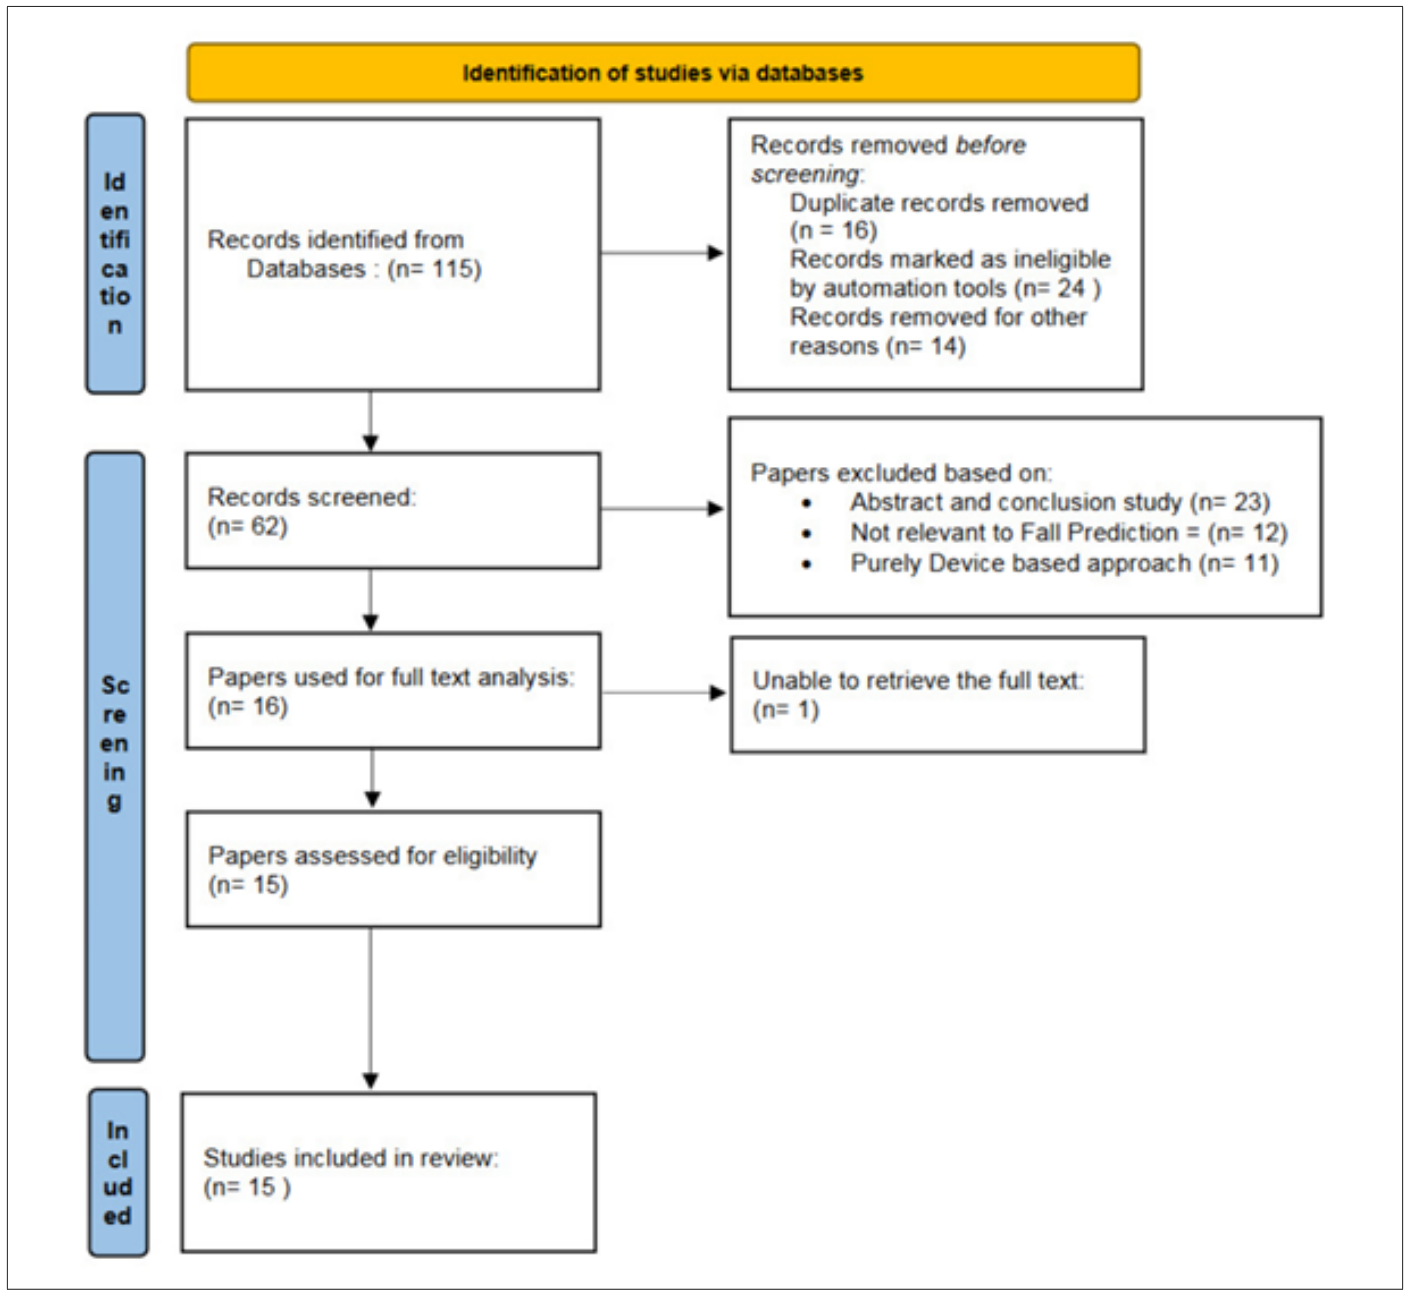 Identification of studies via databases
Id
en
tifi
ca
tio
n
Records identified from
Databases : (n= 115)
Records removed before
screening:
Duplicate records removed
(n = 16)
Records marked as ineligible
by automation tools (n= 24 )
Records removed for other
reasons (n= 14)
Sc
re
en
in
g
Records screened:
(n= 62)
Papers excluded based on:
• Abstract and conclusion study (n= 23)
• Not relevant to Fall Prediction = (n= 12)
• Purely Device based approach (n= 11)
Papers used for full text analysis:
(n= 16)
Unable to retrieve the full text:
(n= 1)
Papers assessed for eligibility
(n= 15)
In
cl
ud
ed
Studies included in review:
(n= 15 )